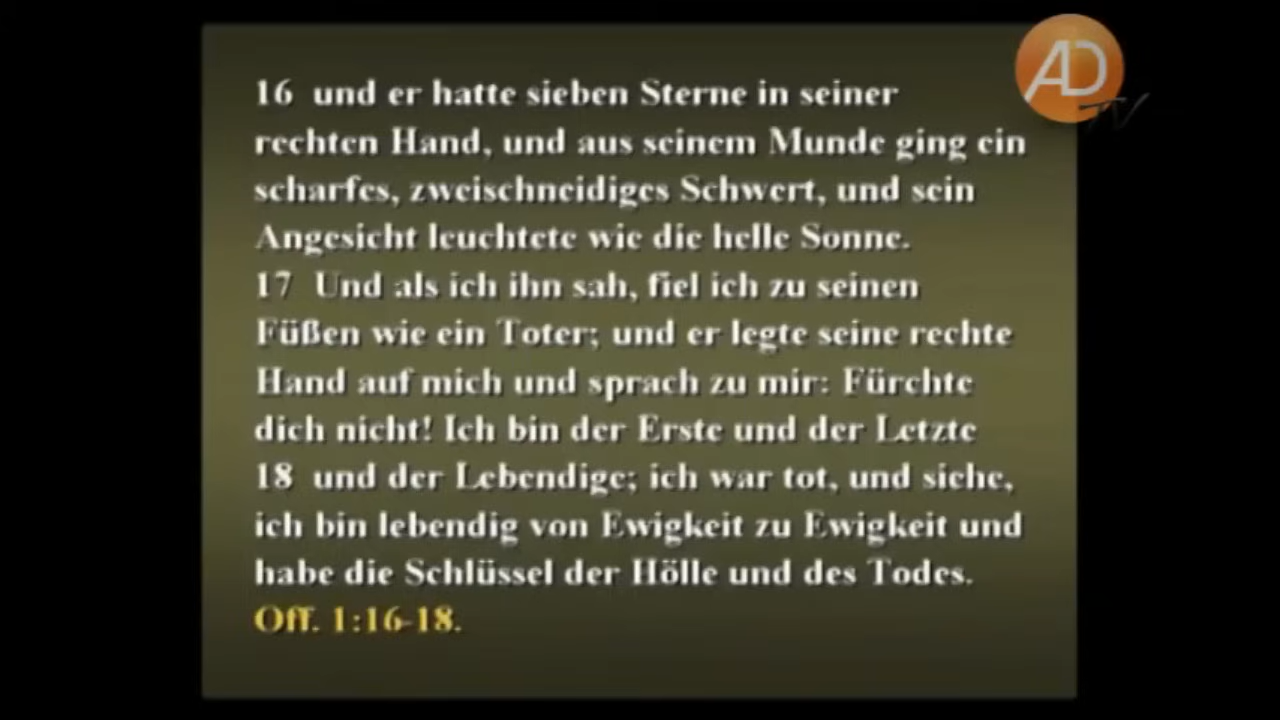 AD
TV
16 und er hatte sieben Sterne in seiner
rechten Hand, und aus seinem Munde ging ein
scharfes, zweischneidiges Schwert, und sein
Angesicht leuchtete wie die helle Sonne.
17 Und als ich ihn sah, fiel ich zu seinen
Füßen wie ein Toter; und er legte seine rechte
Hand auf mich und sprach zu mir: Fürchte
dich nicht! Ich bin der Erste und der Letzte
18 und der Lebendige; ich war tot, und siehe,
ich bin lebendig von Ewigkeit zu Ewigkeit und
habe die Schlüssel der Hölle und des Todes.
Off. 1:16-18.